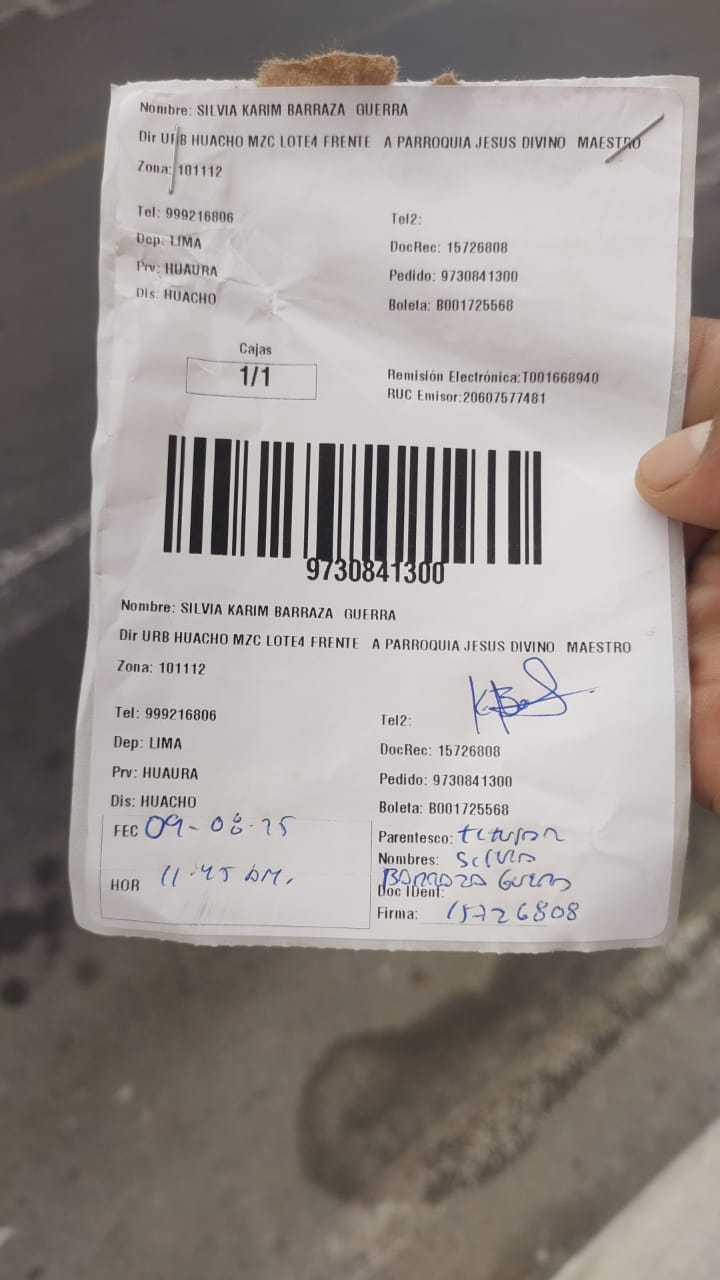 Nombre: SILVIA KARIM BARRAZA GUERRA
Dir URB HUACHO MZC LOTE4 FRENTE A PARROQUIA JESUS DIVINO MAESTRO
Zona: 101112
Tel: 999216806 Tel2:
Dep: LIMA DocRec: 15726808
Prv: HUAURA Pedido: 9730841300
Dis: HUACHO Boleta: B001725568
Cajas
1/1
Remisión Electrónica:T001668940
RUC Emisor:20607577481
9730841300
Nombre: SILVIA KARIM BARRAZA GUERRA
Dir URB HUACHO MZC LOTE4 FRENTE A PARROQUIA JESUS DIVINO MAESTRO
Zona: 101112
Tel: 999216806 Tel2:
Dep: LIMA DocRec: 15726808
Prv: HUAURA Pedido: 9730841300
Dis: HUACHO Boleta: B001725568
FEC 09-08-25 Parentesco: titular
Nombres: Silvia
BARRAZA Guerra
HOR 11:45 AM. Doc IDent:
Firma: 15726808